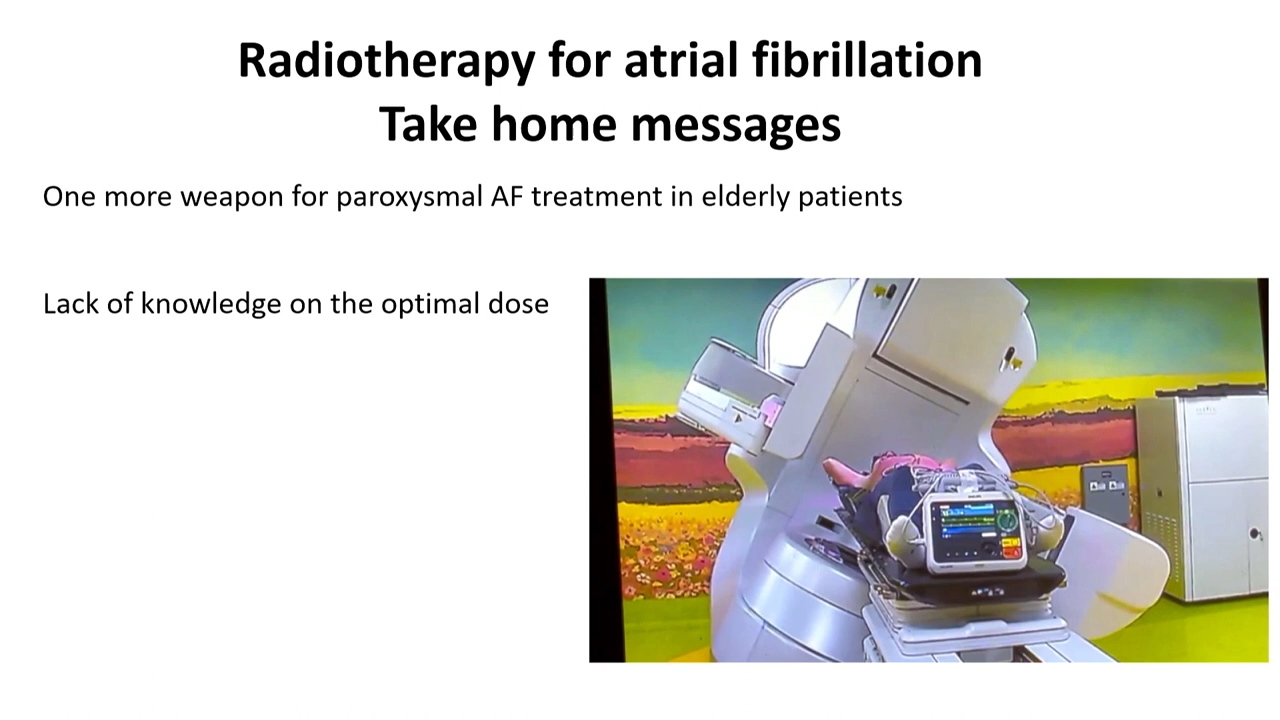 Radiotherapy for atrial fibrillation
Take home messages
One more weapon for paroxysmal AF treatment in elderly patients
Lack of knowledge on the optimal dose